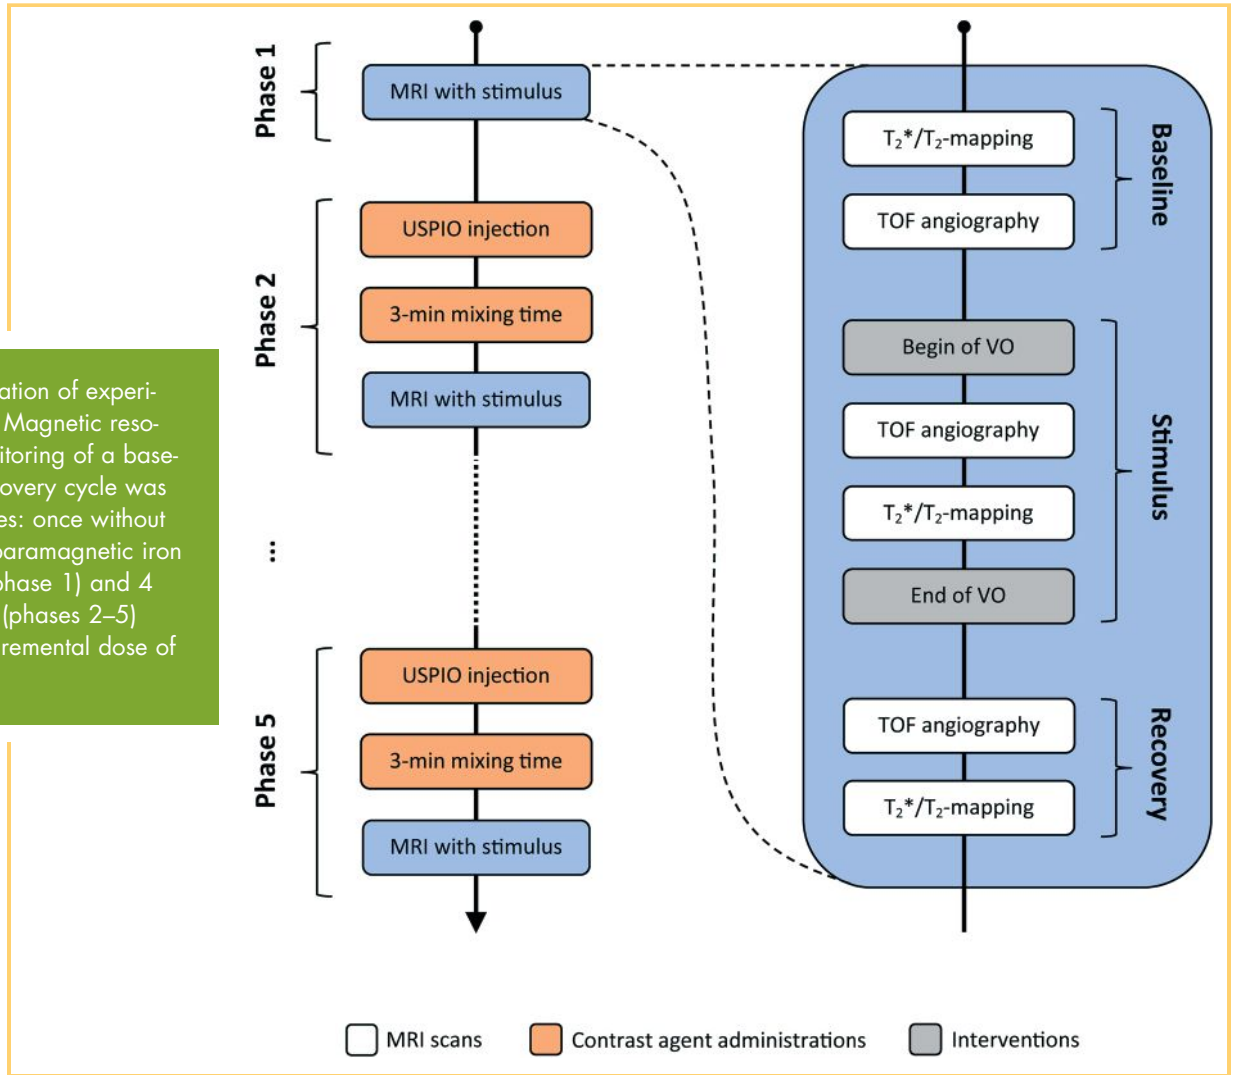 Phase 1
MRI with stimulus
Phase 2
USPIO injection
3-min mixing time
MRI with stimulus
...
Phase 5
USPIO injection
3-min mixing time
MRI with stimulus
Baseline
T₂*/T₂-mapping
TOF angiography
Stimulus
Begin of VO
TOF angiography
T₂*/T₂-mapping
End of VO
Recovery
TOF angiography
T₂*/T₂-mapping
ation of experi-
Magnetic reso-
itoring of a base-
overy cycle was
es: once without
paramagnetic iron
phase 1) and 4
(phases 2–5)
remental dose of
MRI scans
Contrast agent administrations
Interventions